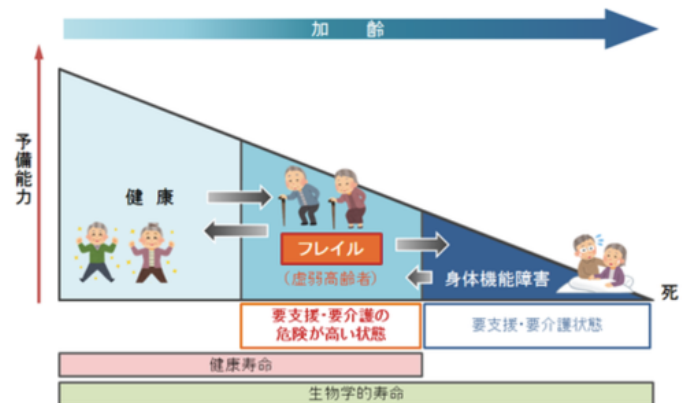 加 齢
予備能力
健 康
フレイル
(虚弱高齢者)
身体機能障害
死
要支援・要介護の
危険が高い状態
要支援・要介護状態
健康寿命
生物学的寿命